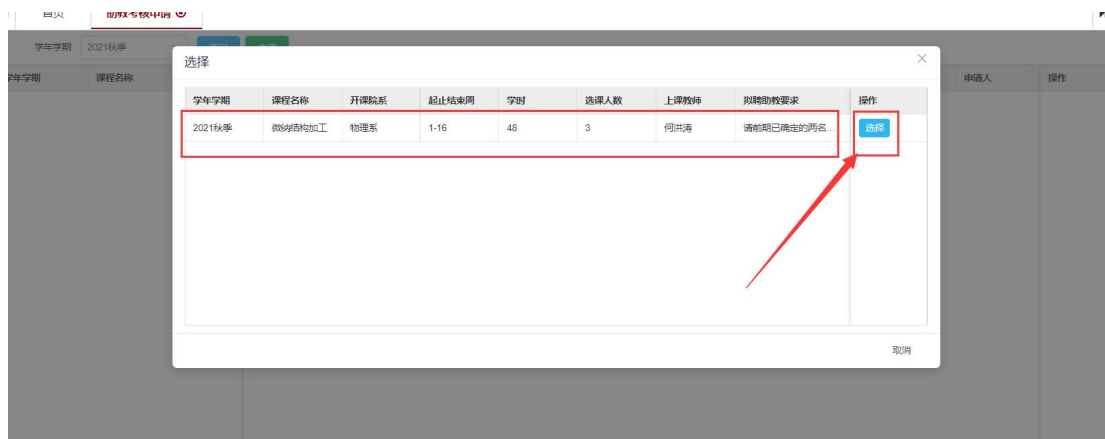 首页 助教考核申请
学年学期 2021秋季
学年学期 课程名称 申请人 操作
选择
学年学期 课程名称 开课院系 起止结束周 学时 选课人数 上课教师 拟聘助教要求 操作
2021秋季 微纳结构加工 物理系 1-16 48 3 何洪涛 请前期已确定的两名... 选择
取消